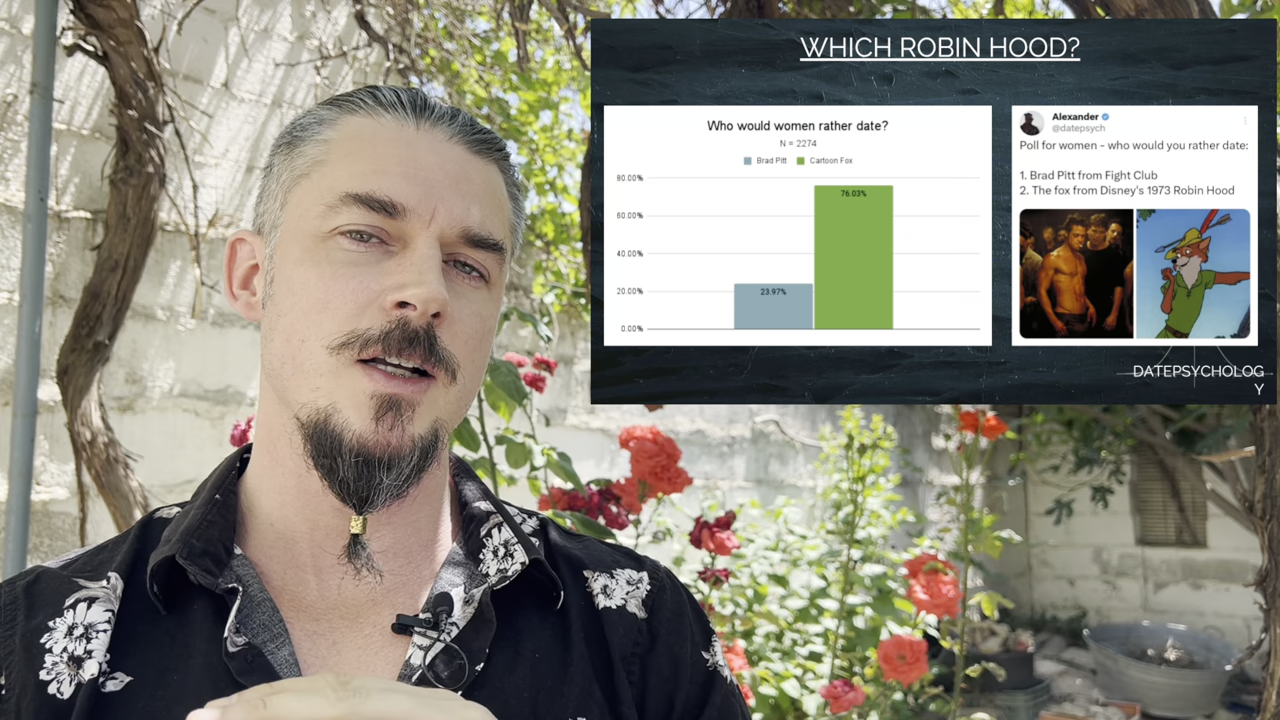 WHICH ROBIN HOOD?
Who would women rather date?
N = 2274
Brad Pitt
Cartoon Fox
80.00%
60.00%
40.00%
20.00%
0.00%
23.97%
76.03%
Alexander
@datepsych
Poll for women - who would you rather date:
1. Brad Pitt from Fight Club
2. The fox from Disney's 1973 Robin Hood
DATEPSYCHOLOG
Y